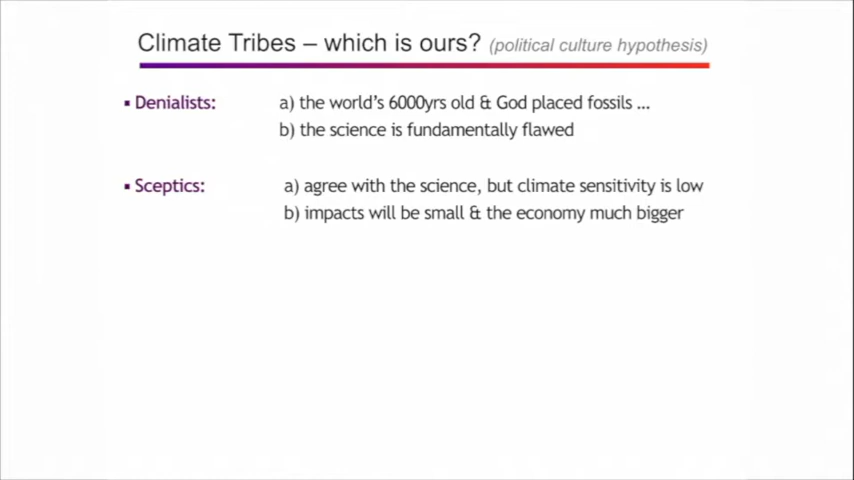 Climate Tribes – which is ours? (political culture hypothesis)
▪ Denialists: a) the world's 6000yrs old & God placed fossils ...
b) the science is fundamentally flawed
▪ Sceptics: a) agree with the science, but climate sensitivity is low
b) impacts will be small & the economy much bigger